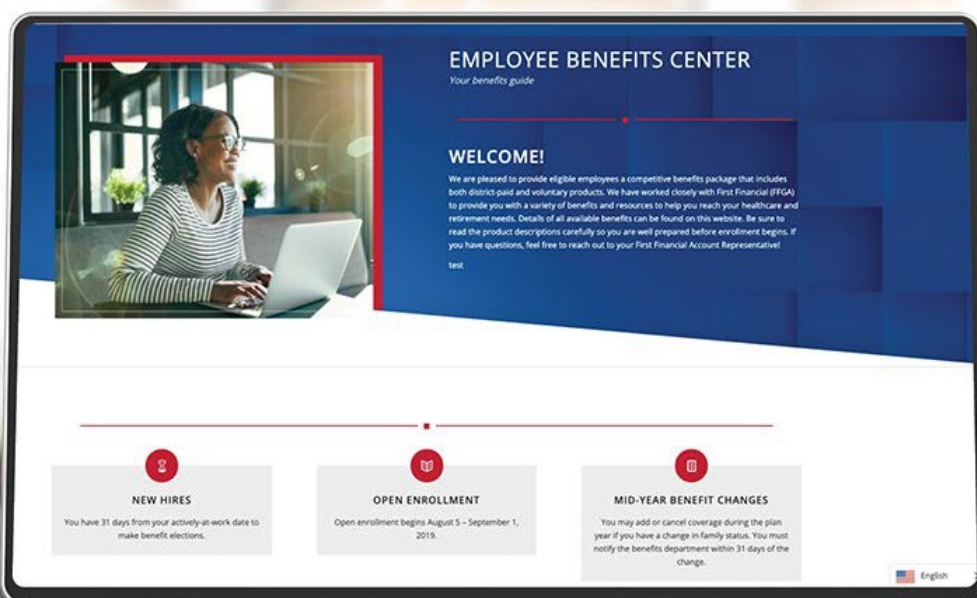 EMPLOYEE BENEFITS CENTER
Your benefits guide
WELCOME!
We are pleased to provide eligible employees a competitive benefits package that includes
both district-paid and voluntary products. We have worked closely with First Financial (FFGA)
to provide you with a variety of benefits and resources to help you reach your healthcare and
retirement needs. Details of all available benefits can be found on this website. Be sure to
read the product descriptions carefully so you are well prepared before enrollment begins. If
you have questions, feel free to reach out to your First Financial Account Representative!
test
NEW HIRES
You have 31 days from your actively-at-work date to
make benefit elections.
OPEN ENROLLMENT
Open enrollment begins August 5 – September 1,
2019.
MID-YEAR BENEFIT CHANGES
You may add or cancel coverage during the plan
year if you have a change in family status. You must
notify the benefits department within 31 days of the
change.
English